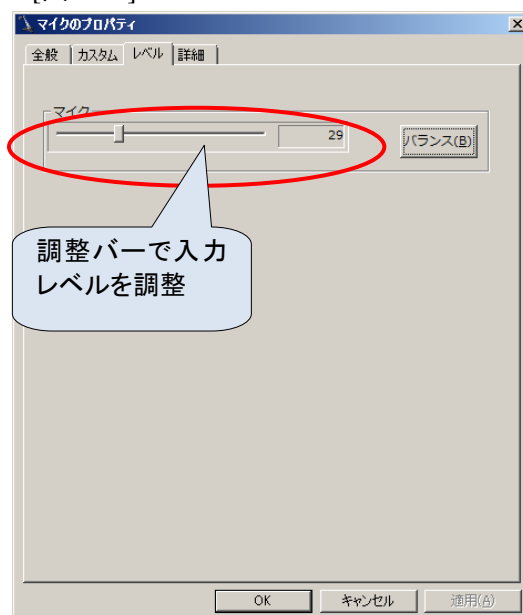 マイクのプロパティ
全般 カスタム レベル 詳細
マイク
29 バランス(B)
調整バーで入力
レベルを調整
OK キャンセル 適用(A)